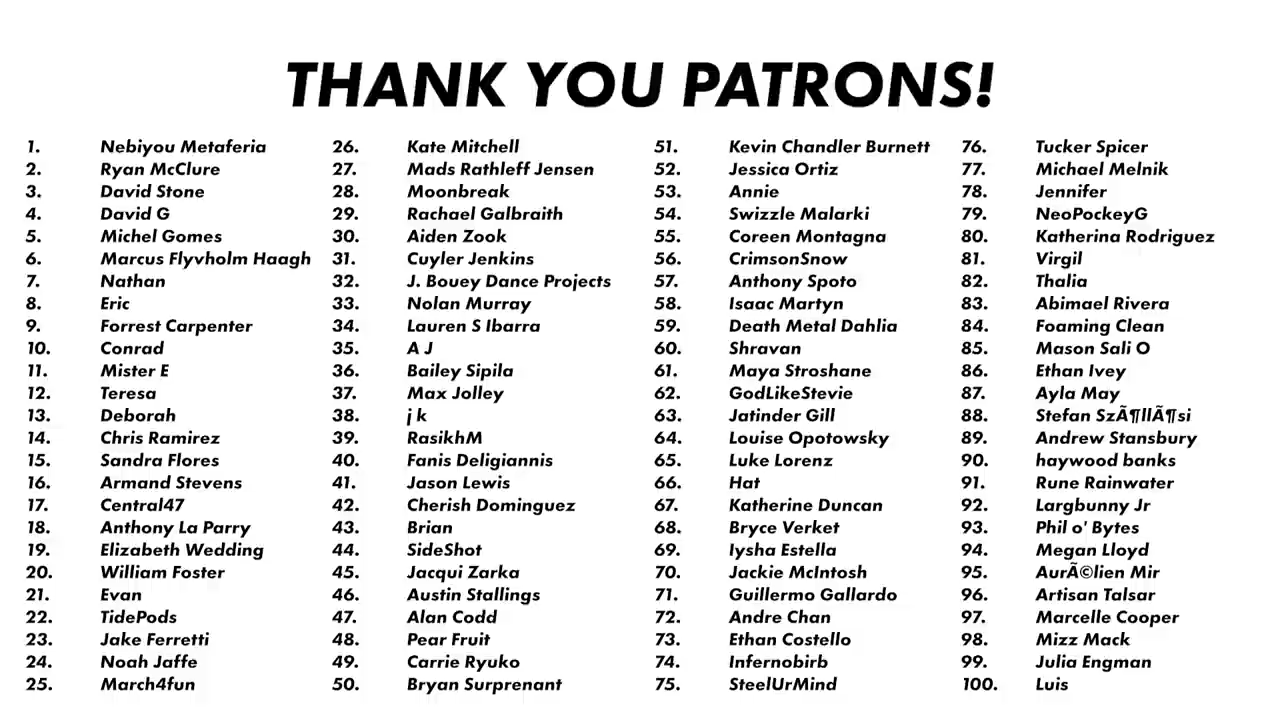 THANK YOU PATRONS!
1. Nebiyou Metaferia
2. Ryan McClure
3. David Stone
4. David G
5. Michel Gomes
6. Marcus Flyvholm Haagh
7. Nathan
8. Eric
9. Forrest Carpenter
10. Conrad
11. Mister E
12. Teresa
13. Deborah
14. Chris Ramirez
15. Sandra Flores
16. Armand Stevens
17. Central47
18. Anthony La Parry
19. Elizabeth Wedding
20. William Foster
21. Evan
22. TidePods
23. Jake Ferretti
24. Noah Jaffe
25. March4fun
26. Kate Mitchell
27. Mads Rathleff Jensen
28. Moonbreak
29. Rachael Galbraith
30. Aiden Zook
31. Cuyler Jenkins
32. J. Bouey Dance Projects
33. Nolan Murray
34. Lauren S Ibarra
35. A J
36. Bailey Sipila
37. Max Jolley
38. j k
39. RasikhM
40. Fanis Deligiannis
41. Jason Lewis
42. Cherish Dominguez
43. Brian
44. SideShot
45. Jacqui Zarka
46. Austin Stallings
47. Alan Codd
48. Pear Fruit
49. Carrie Ryuko
50. Bryan Surprenant
51. Kevin Chandler Burnett
52. Jessica Ortiz
53. Annie
54. Swizzle Malarki
55. Coreen Montagna
56. CrimsonSnow
57. Anthony Spoto
58. Isaac Martyn
59. Death Metal Dahlia
60. Shravan
61. Maya Stroshane
62. GodLikeStevie
63. Jatinder Gill
64. Louise Opotowsky
65. Luke Lorenz
66. Hat
67. Katherine Duncan
68. Bryce Verket
69. Iysha Estella
70. Jackie McIntosh
71. Guillermo Gallardo
72. Andre Chan
73. Ethan Costello
74. Infernobirb
75. SteelUrMind
76. Tucker Spicer
77. Michael Melnik
78. Jennifer
79. NeoPockeyG
80. Katherina Rodriguez
81. Virgil
82. Thalia
83. Abimael Rivera
84. Foaming Clean
85. Mason Sali O
86. Ethan Ivey
87. Ayla May
88. Stefan SzÃ¶llÃ¶si
89. Andrew Stansbury
90. haywood banks
91. Rune Rainwater
92. Largbunny Jr
93. Phil o' Bytes
94. Megan Lloyd
95. AurÃ©lien Mir
96. Artisan Talsar
97. Marcelle Cooper
98. Mizz Mack
99. Julia Engman
100. Luis